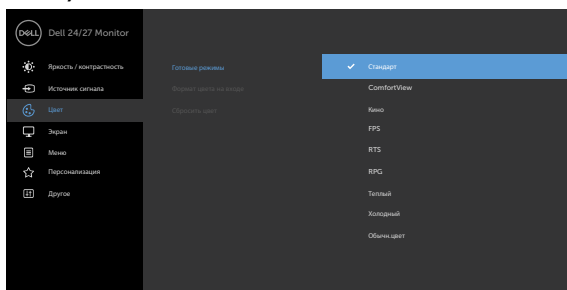 DELL Dell 24/27 Monitor
Яркость / контрастность
Источник сигнала
Цвет
Экран
Меню
Персонализация
Другое
Готовые режимы
Формат цвета на входе
Сбросить цвет
Стандарт
ComfortView
Кино
FPS
RTS
RPG
Теплый
Холодный
Обычн.цвет